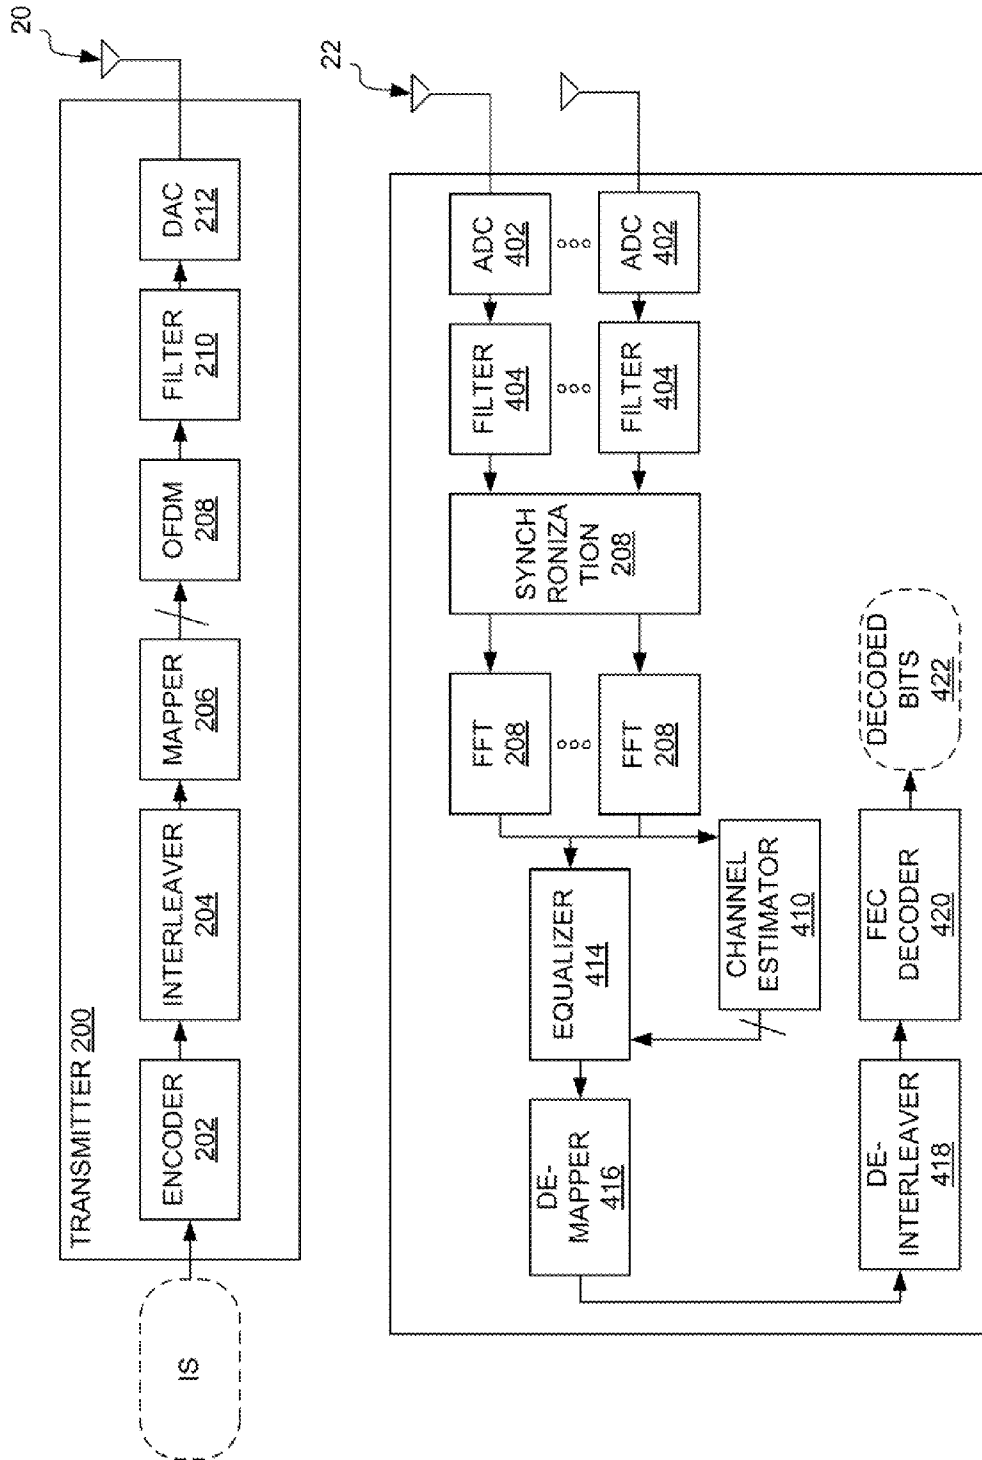 TRANSMITTER 200
IS
ENCODER
202
INTERLEAVER
204
MAPPER
206
OFDM
208
FILTER
210
DAC
212
20
22
ADC
402
ADC
402
FILTER
404
FILTER
404
SYNCH
RONIZA
TION
208
FFT
208
FFT
208
EQUALIZER
414
CHANNEL
ESTIMATOR
410
DE-
MAPPER
416
DE-
INTERLEAVER
418
FEC
DECODER
420
DECODED
BITS
422